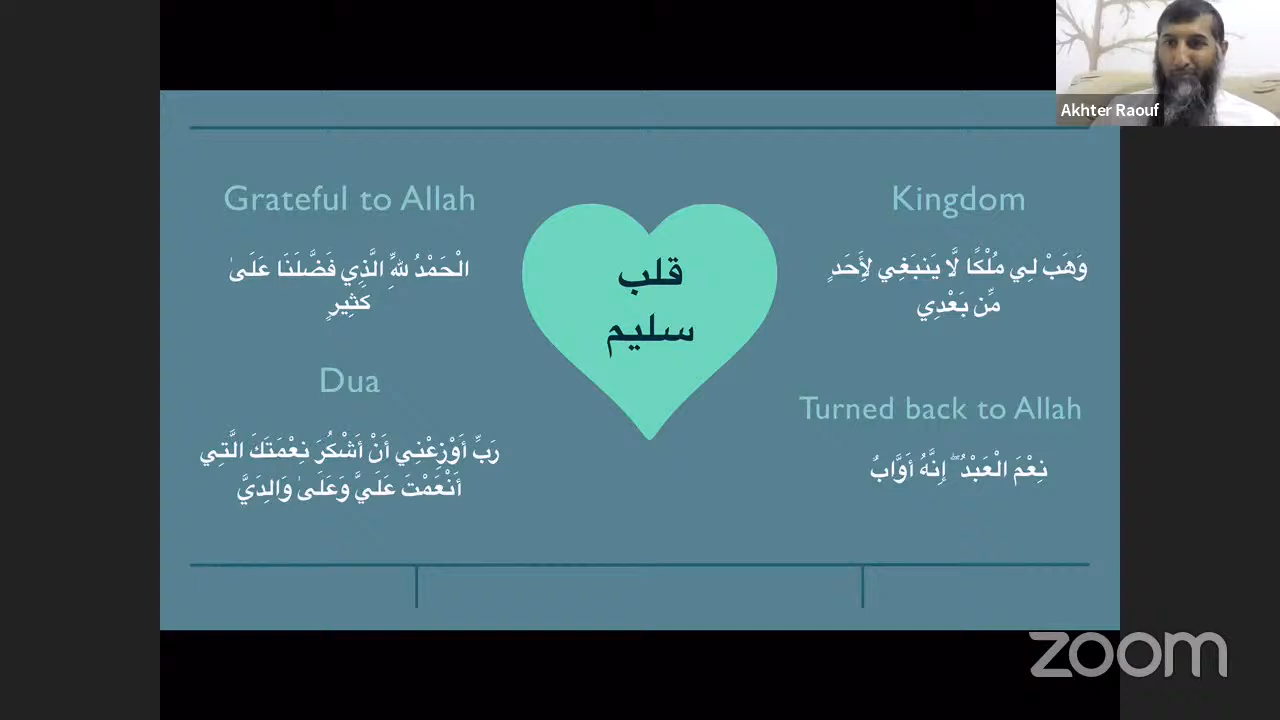 Akhter Raouf
Grateful to Allah
الْحَمْدُ لِلَّهِ الَّذِي فَضَّلَنَا عَلَىٰ
كَثِيرٍ
Dua
رَبِّ أَوْزِعْنِي أَنْ أَشْكُرَ نِعْمَتَكَ الَّتِي
أَنْعَمْتَ عَلَيَّ وَعَلَىٰ وَالِدَيَّ
قلب
سليم
Kingdom
وَهَبْ لِي مُلْكًا لَّا يَنبَغِي لِأَحَدٍ
مِّن بَعْدِي
Turned back to Allah
نِعْمَ الْعَبْدُ ۖ إِنَّهُ أَوَّابٌ
zoom